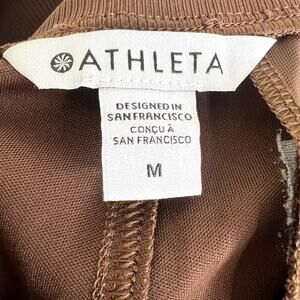 ATHLETA
DESIGNED IN
SAN FRANCISCO
CONÇU À
SAN FRANCISCO
M